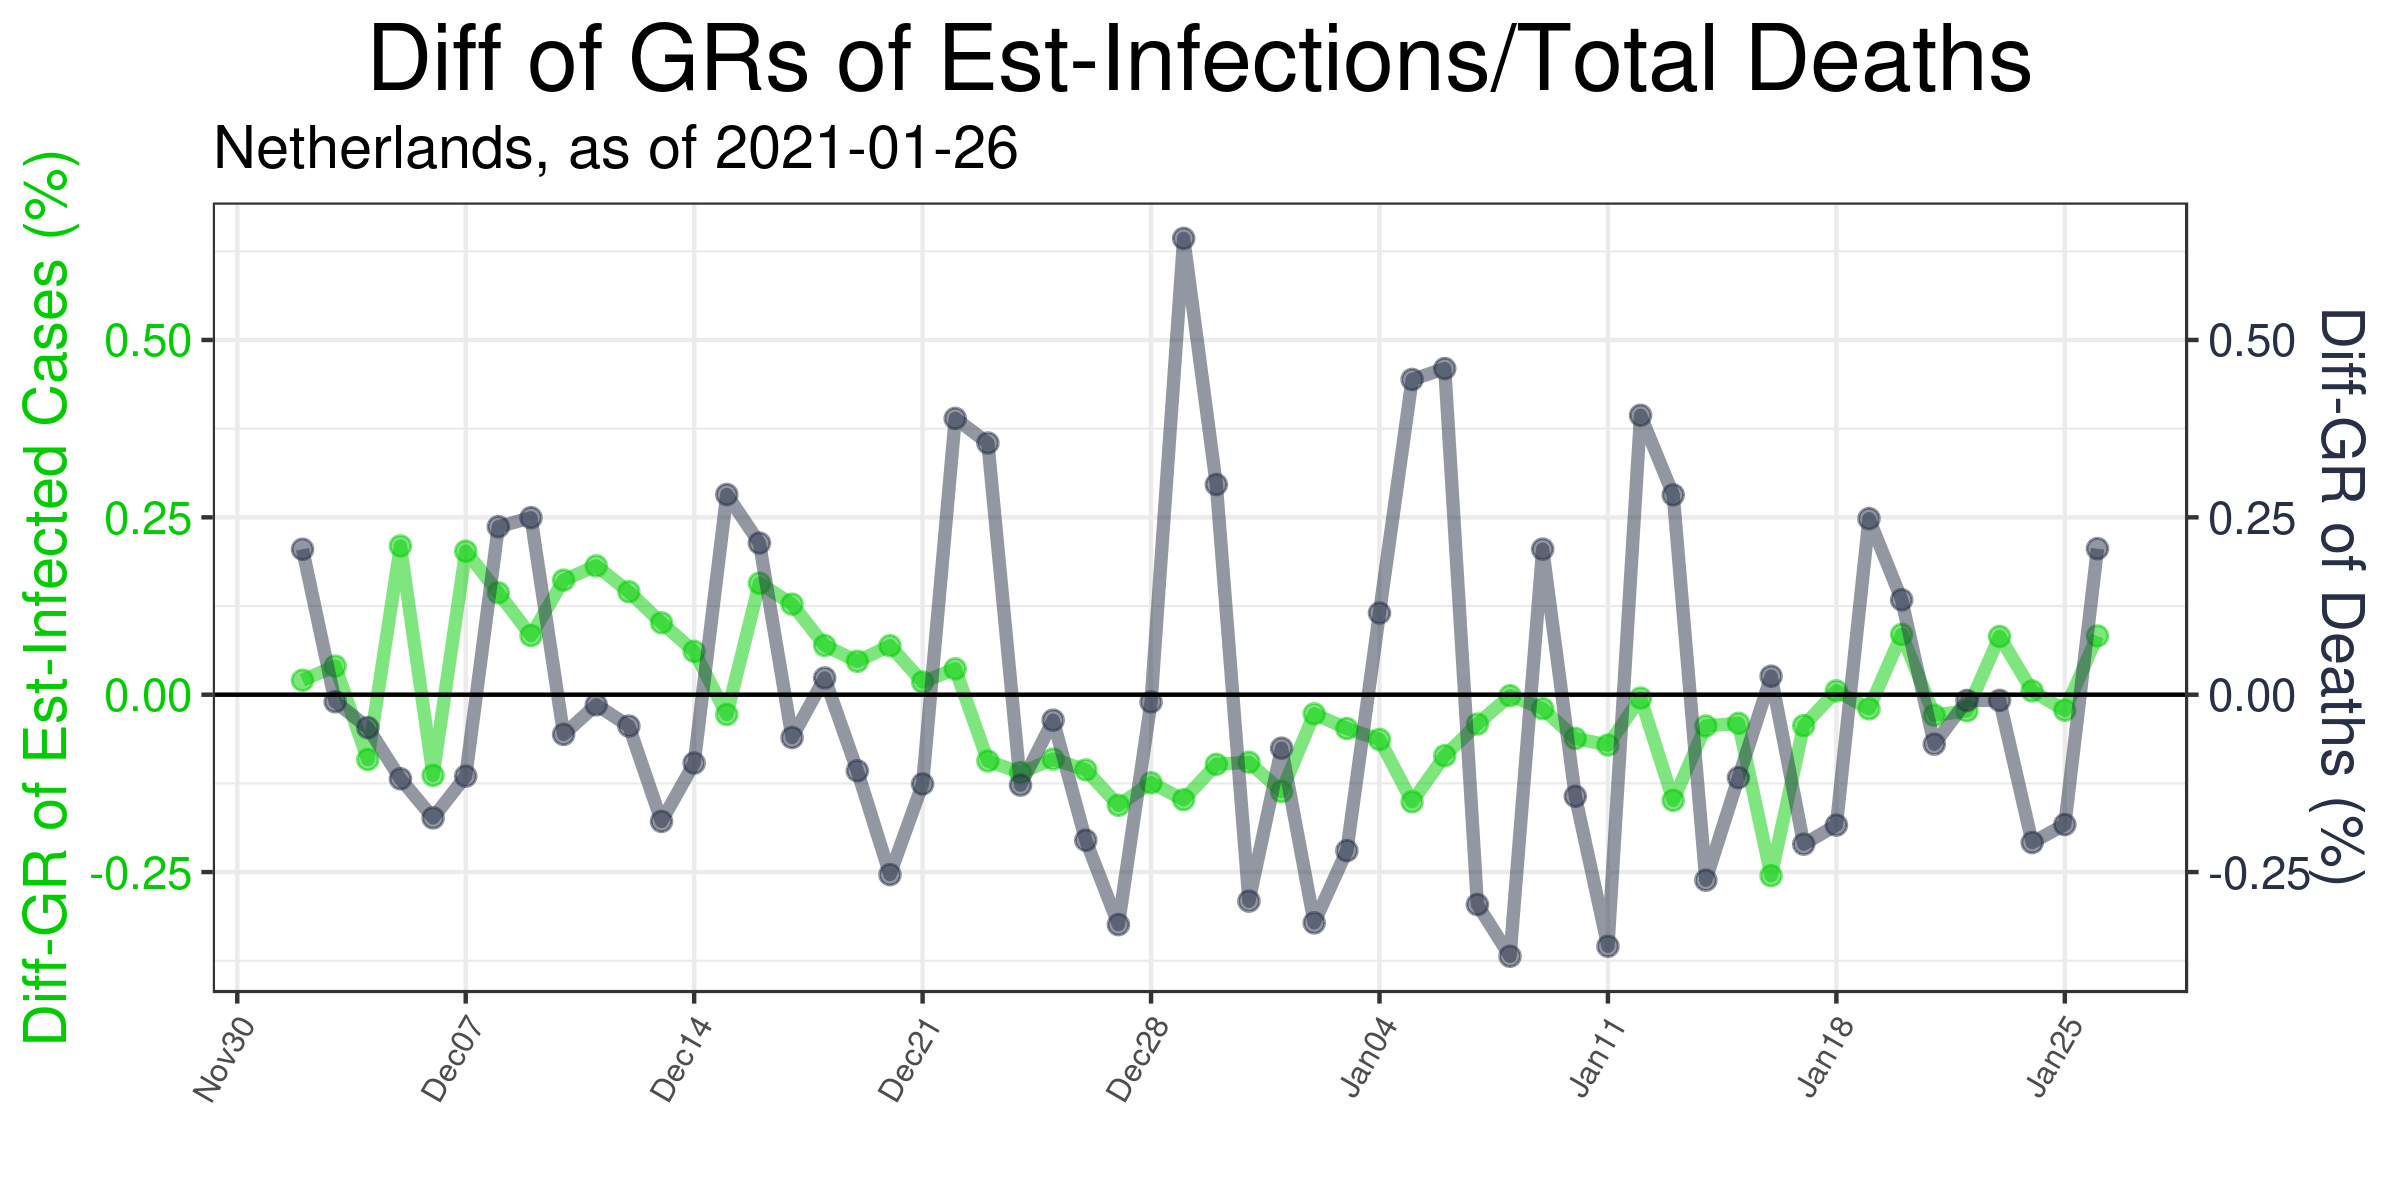 Diff of GRs of Est-Infections/Total Deaths
Netherlands, as of 2021-01-26
Diff-GR of Est-Infected Cases (%)
0.50
0.25
0.00
-0.25
0.50
0.25
0.00
-0.25
Diff-GR of Deaths (%)
Nov30
Dec07
Dec14
Dec21
Dec28
Jan04
Jan11
Jan18
Jan25